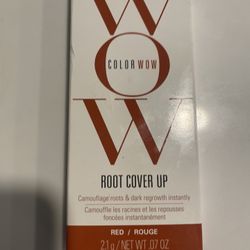 W
COLOR WOW
O
W
ROOT COVER UP
Camouflage roots & dark regrowth instantly
Camoufle les racines et les repousses
foncées instantanément
RED / ROUGE
2.1g / NET WT .07 OZ